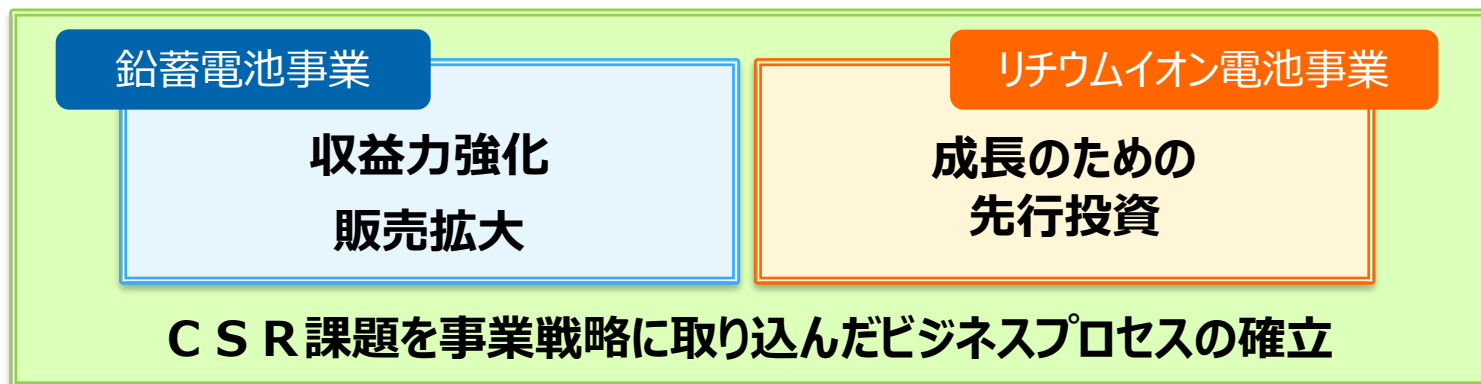 鉛蓄電池事業
収益力強化
販売拡大
リチウムイオン電池事業
成長のための
先行投資
ＣＳＲ課題を事業戦略に取り込んだビジネスプロセスの確立